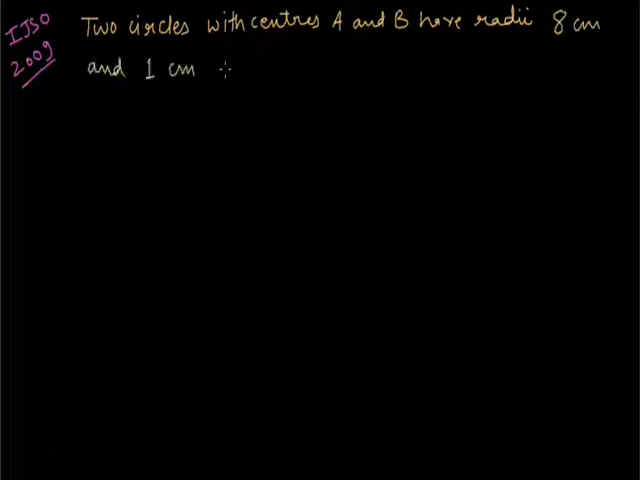 IJSO
2009
Two circles with centres A and B have radii 8 cm
and 1 cm